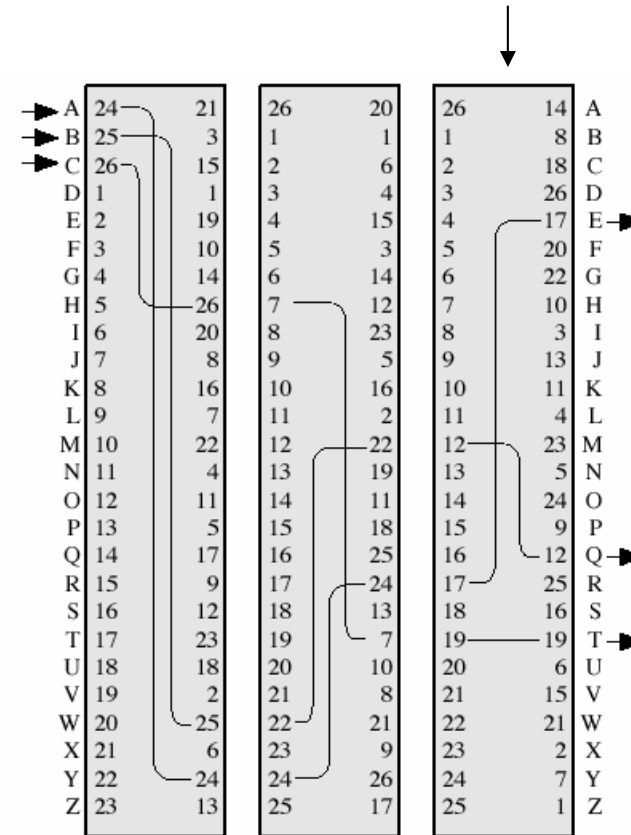 A 24 21 26 20 26 14 A
B 25 3 1 1 1 8 B
C 26 15 2 6 2 18 C
D 1 1 3 4 3 26 D
E 2 19 4 15 4 17 E
F 3 10 5 3 5 20 F
G 4 14 6 14 6 22 G
H 5 26 7 12 7 10 H
I 6 20 8 23 8 3 I
J 7 8 9 5 9 13 J
K 8 16 10 16 10 11 K
L 9 7 11 2 11 4 L
M 10 22 12 22 12 23 M
N 11 4 13 19 13 5 N
O 12 11 14 11 14 24 O
P 13 5 15 18 15 9 P
Q 14 17 16 25 16 12 Q
R 15 9 17 24 17 25 R
S 16 12 18 13 18 16 S
T 17 23 19 7 19 19 T
U 18 18 20 10 20 6 U
V 19 2 21 8 21 15 V
W 20 25 22 21 22 21 W
X 21 6 23 9 23 2 X
Y 22 24 24 26 24 7 Y
Z 23 13 25 17 25 1 Z